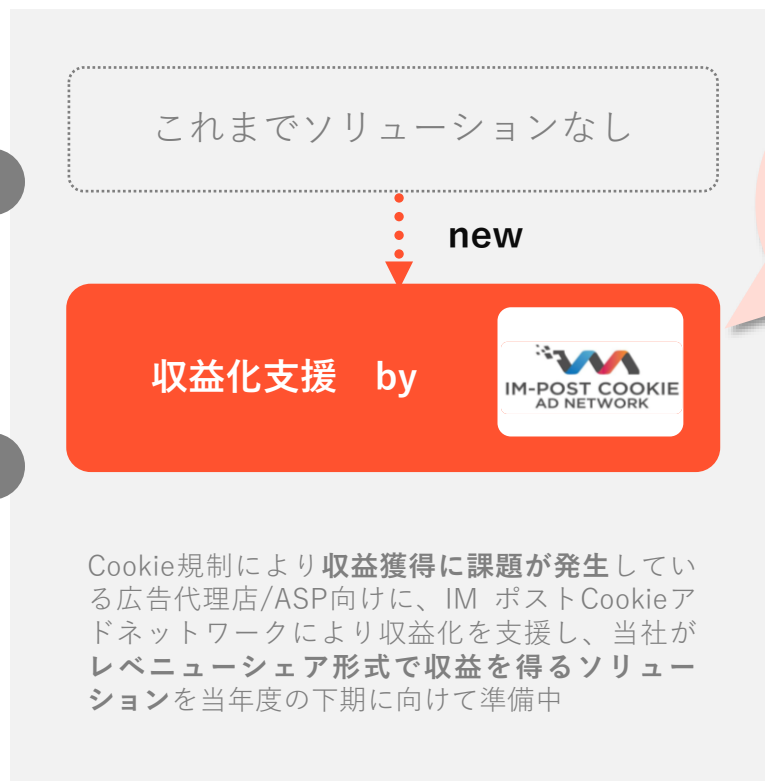 これまでソリューションなし
new
収益化支援 by
IM-POST COOKIE
AD NETWORK
Cookie規制により収益獲得に課題が発生してい
る広告代理店/ASP向けに、IM ポストCookieア
ドネットワークにより収益化を支援し、当社が
レベニューシェア形式で収益を得るソリュー
ションを当年度の下期に向けて準備中